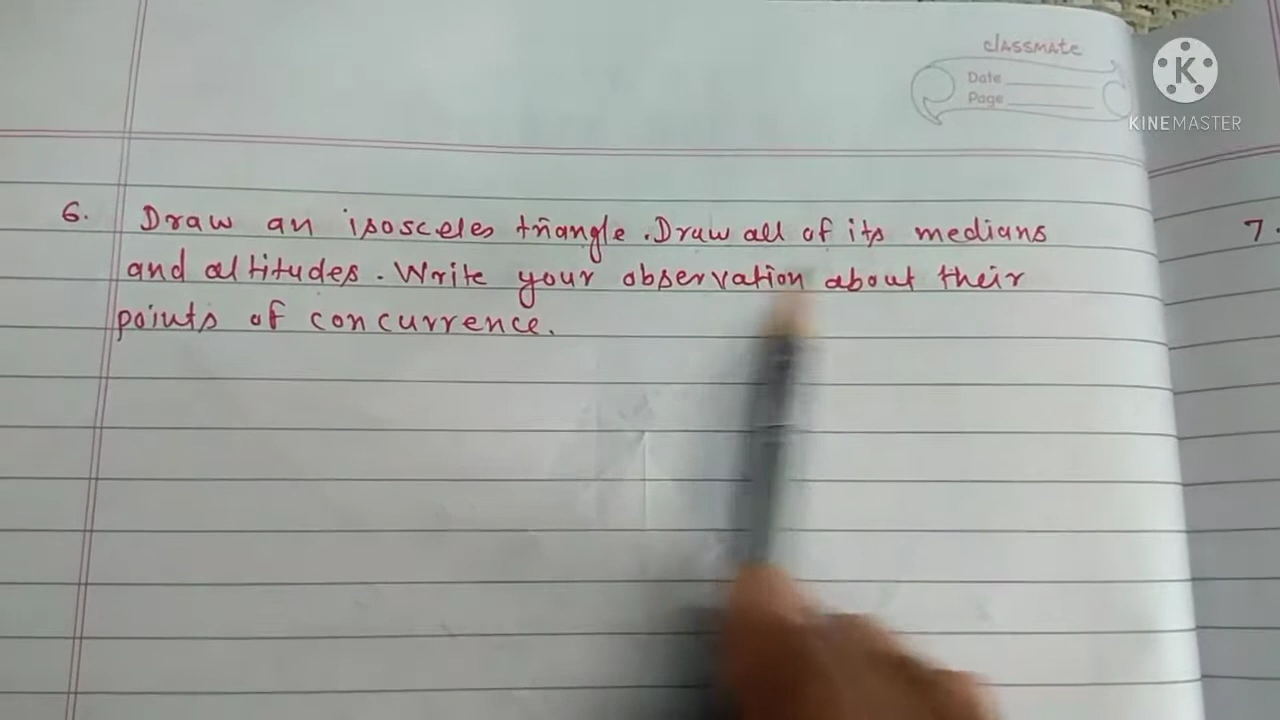 classmate
Date
Page
KINEMASTER
6. Draw an isosceles triangle. Draw all of its medians
and altitudes. Write your observation about their
points of concurrence.
7.